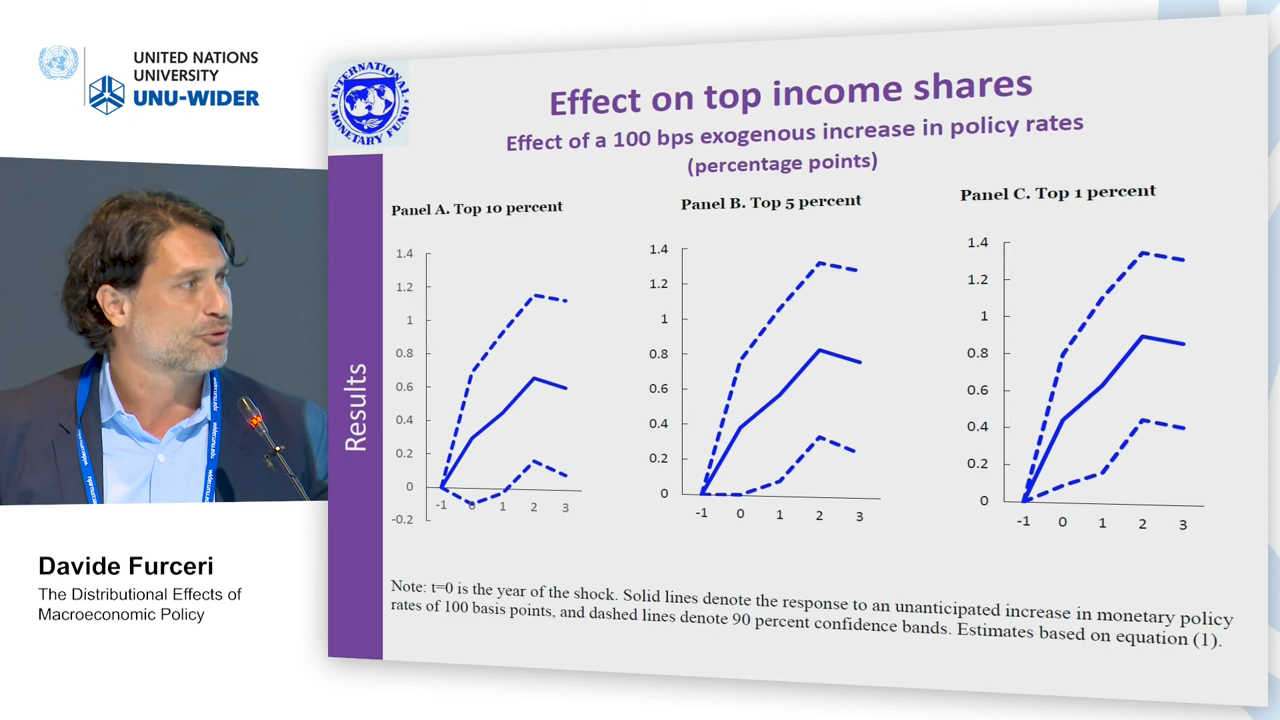 UNITED NATIONS
UNIVERSITY
UNU-WIDER
INTERNATIONAL
MONETARY FUND
Effect on top income shares
Effect of a 100 bps exogenous increase in policy rates
(percentage points)
Results
Panel A. Top 10 percent
1.4
1.2
1
0.8
0.6
0.4
0.2
0
-0.2
-1
0
1
2
3
Panel B. Top 5 percent
1.4
1.2
1
0.8
0.6
0.4
0.2
0
-1
0
1
2
3
Panel C. Top 1 percent
1.4
1.2
1
0.8
0.6
0.4
0.2
0
-1
0
1
2
3
Note: t=0 is the year of the shock. Solid lines denote the response to an unanticipated increase in monetary policy
rates of 100 basis points, and dashed lines denote 90 percent confidence bands. Estimates based on equation (1).
Davide Furceri
The Distributional Effects of
Macroeconomic Policy